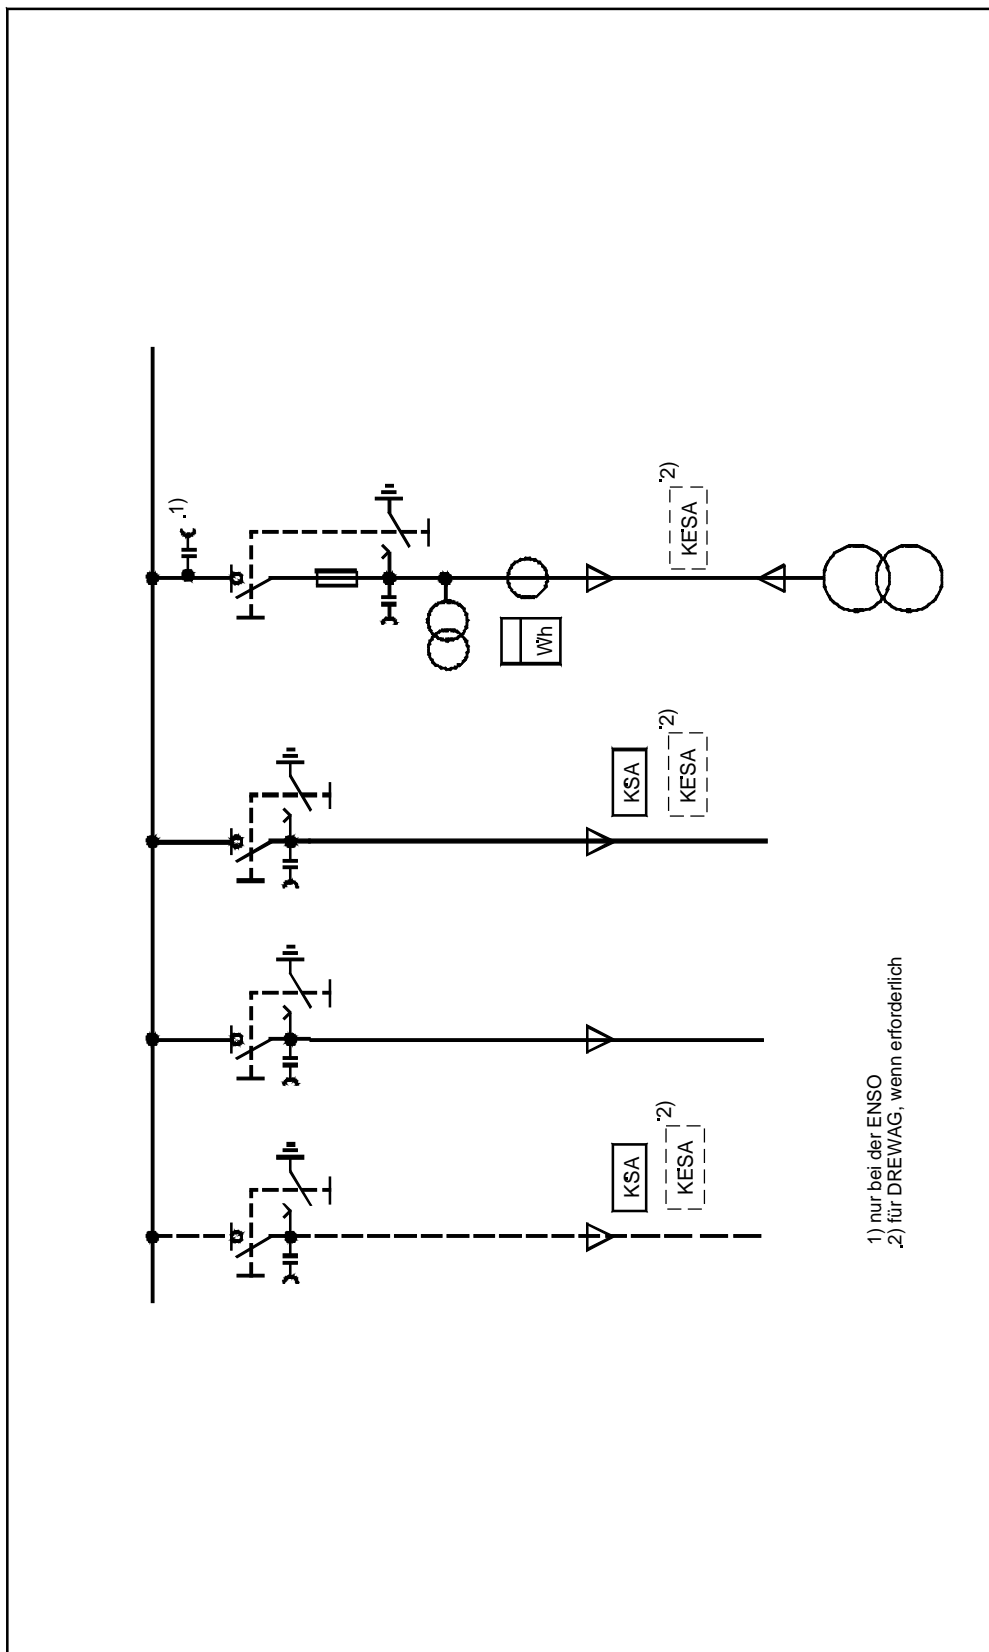 KSA
KESA
.2)
KSA
KESA
.2)
.1)
Wh
KESA
.2)
1) nur bei der ENSO
.2) für DREWAG, wenn erforderlich